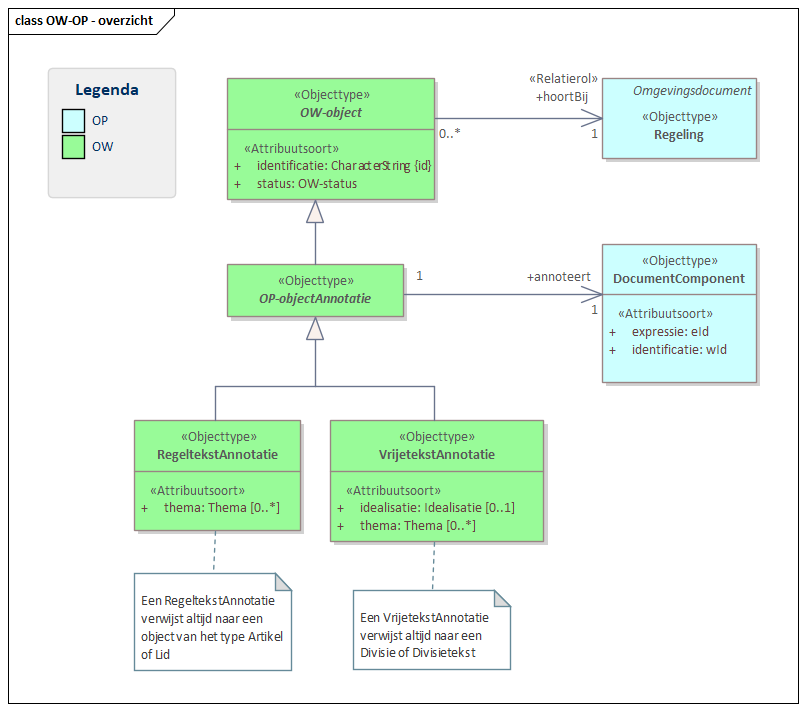 class OW-OP - overzicht
Legenda
OP
OW
«Objecttype»
OW-object
«Attribuutsoort»
+ identificatie: CharacterString {id}
+ status: OW-status
«Relatierol»
+hoortBij
0..*
1
Omgevingsdocument
«Objecttype»
Regeling
«Objecttype»
OP-objectAnnotatie
1
+annoteert
1
«Objecttype»
DocumentComponent
«Attribuutsoort»
+ expressie: eId
+ identificatie: wId
«Objecttype»
RegeltekstAnnotatie
«Attribuutsoort»
+ thema: Thema [0..*]
«Objecttype»
VrijetekstAnnotatie
«Attribuutsoort»
+ idealisatie: Idealisatie [0..1]
+ thema: Thema [0..*]
Een RegeltekstAnnotatie
verwijst altijd naar een
object van het type Artikel
of Lid
Een VrijetekstAnnotatie
verwijst altijd naar een
Divisie of Divisietekst